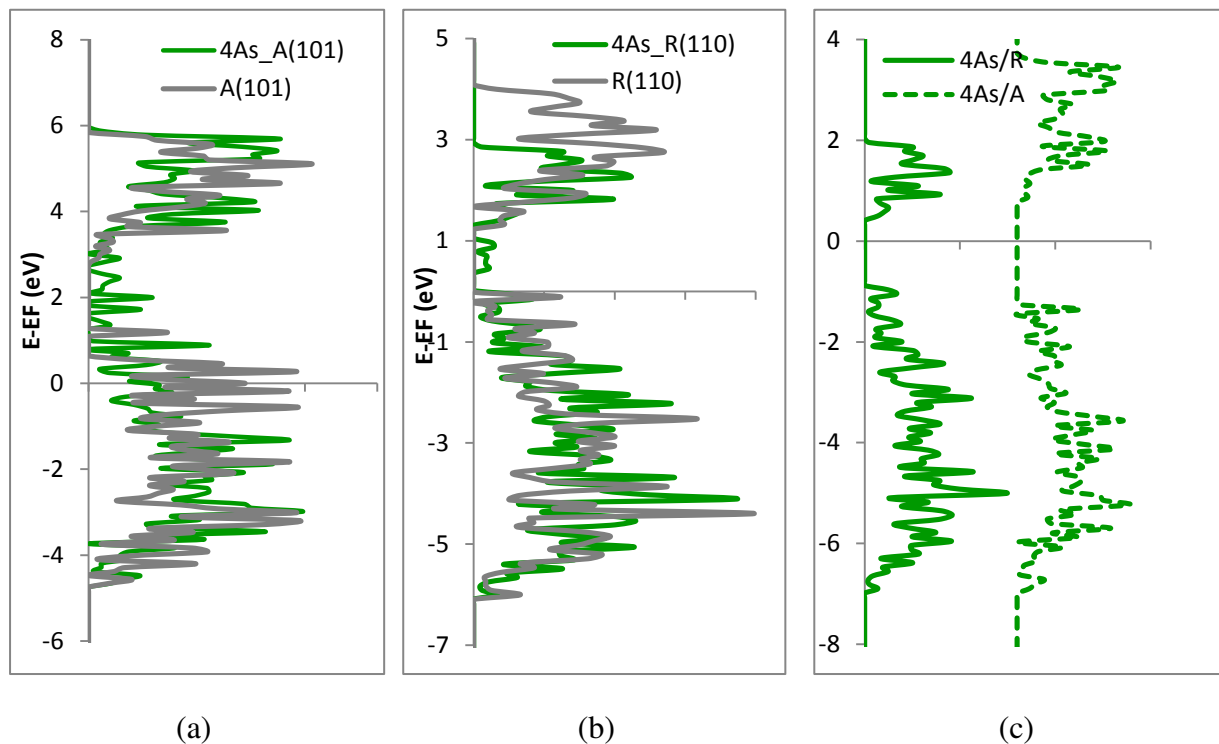 8
6
4
2
0
-2
-4
-6
E-EF (eV)
4As_A(101)
A(101)
5
3
1
-1
-3
-5
-7
E-EF (eV)
4As_R(110)
R(110)
4
2
0
-2
-4
-6
-8
4As/R
4As/A
(a)
(b)
(c)